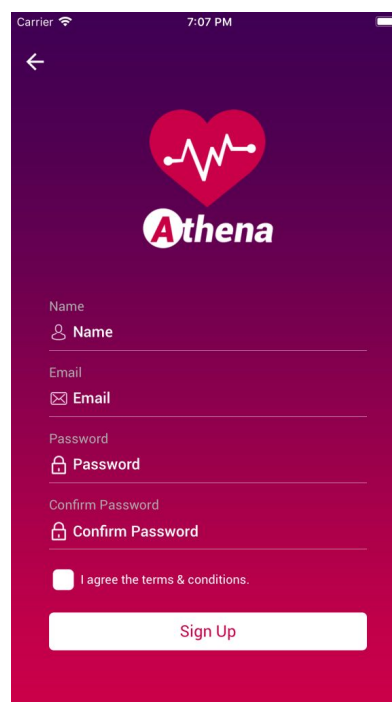 Carrier 7:07 PM
Athena
Name
Name
Email
Email
Password
Password
Confirm Password
Confirm Password
I agree the terms & conditions.
Sign Up